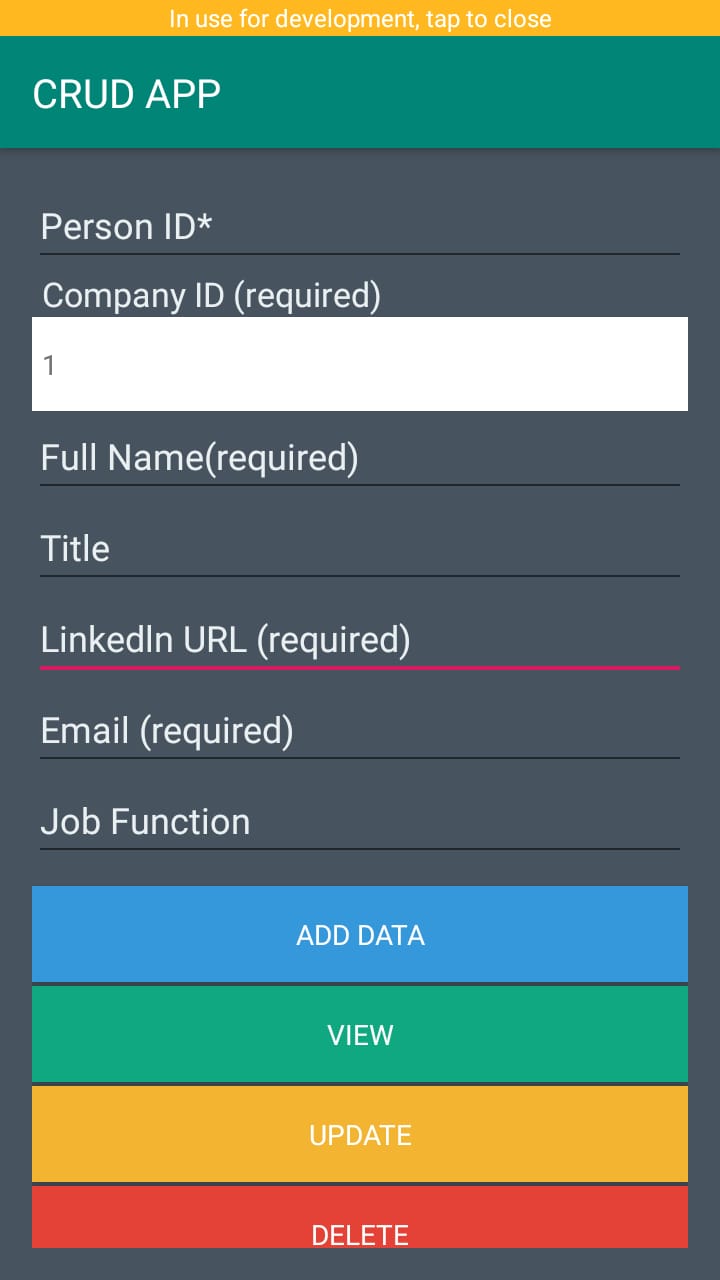 In use for development, tap to close
CRUD APP
Person ID*
Company ID (required)
1
Full Name(required)
Title
LinkedIn URL (required)
Email (required)
Job Function
ADD DATA
VIEW
UPDATE
DELETE